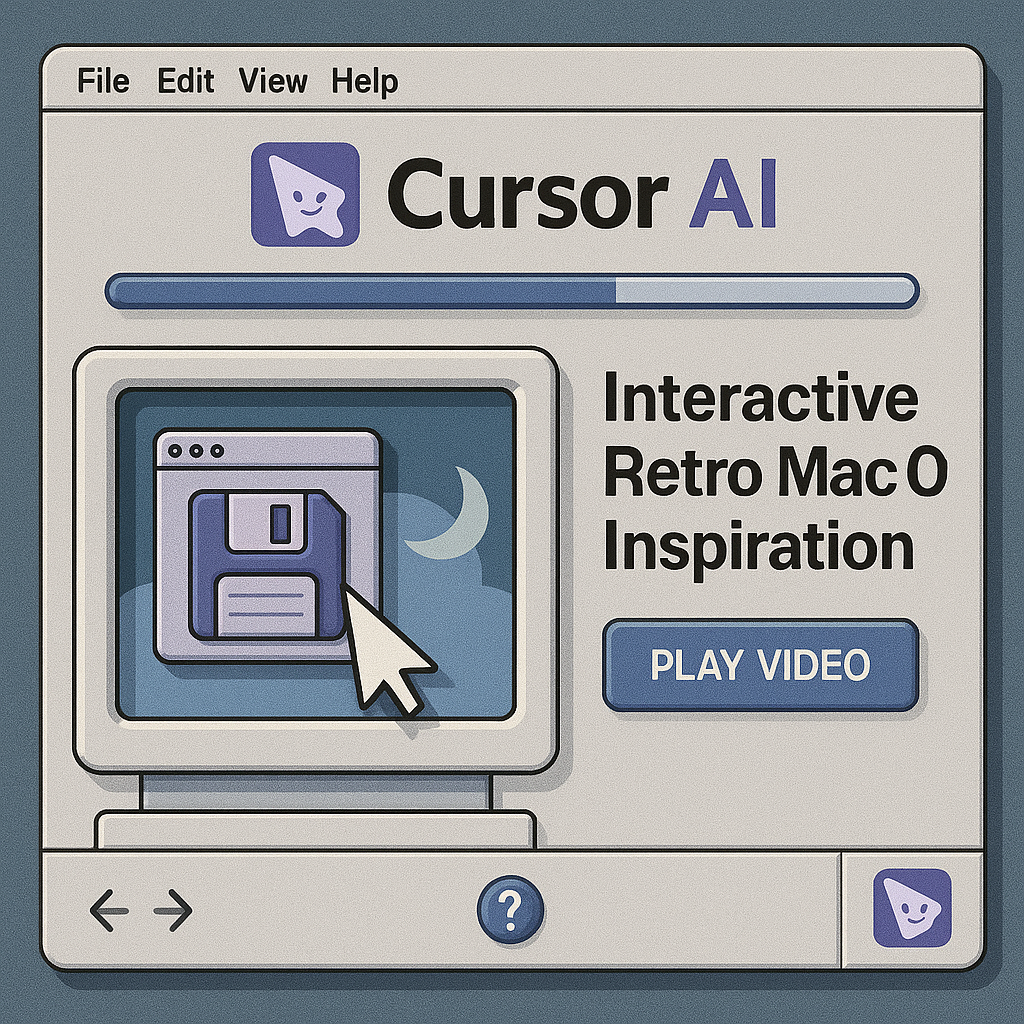 File Edit View Help
Cursor AI
Interactive
Retro Mac O
Inspiration
PLAY VIDEO
?